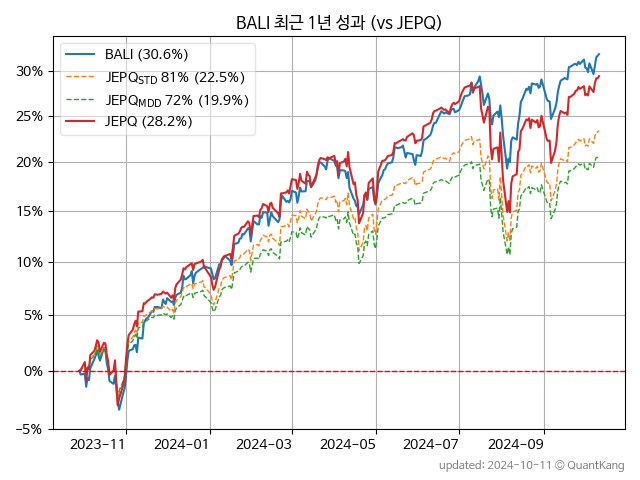 BALI 최근 1년 성과 (vs JEPQ)
BALI (30.6%)
JEPQSTD 81% (22.5%)
JEPQMDD 72% (19.9%)
JEPQ (28.2%)
30%
25%
20%
15%
10%
5%
0%
−5%
2023−11 2024−01 2024−03 2024−05 2024−07 2024−09
updated: 2024-10-11 © QuantKang